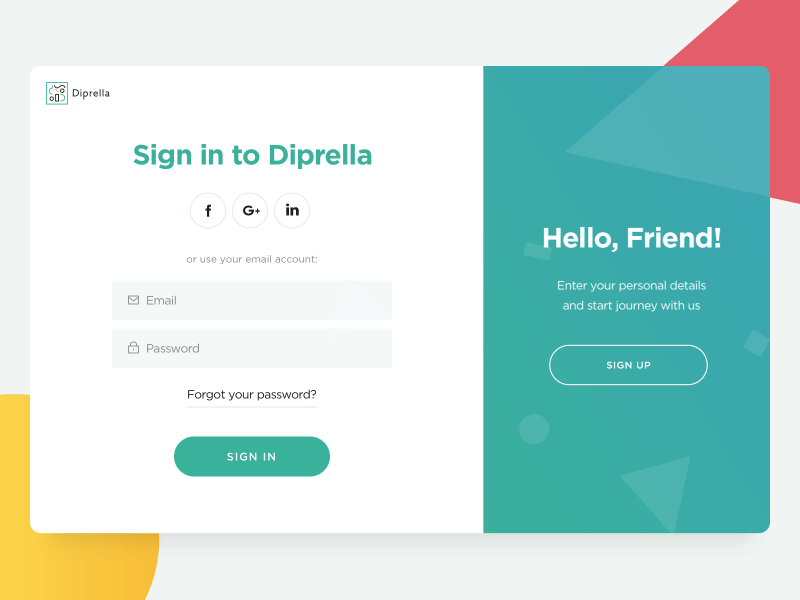 Diprella
Sign in to Diprella
f
G+
in
or use your email account:
Email
Password
Forgot your password?
SIGN IN
Hello, Friend!
Enter your personal details
and start journey with us
SIGN UP